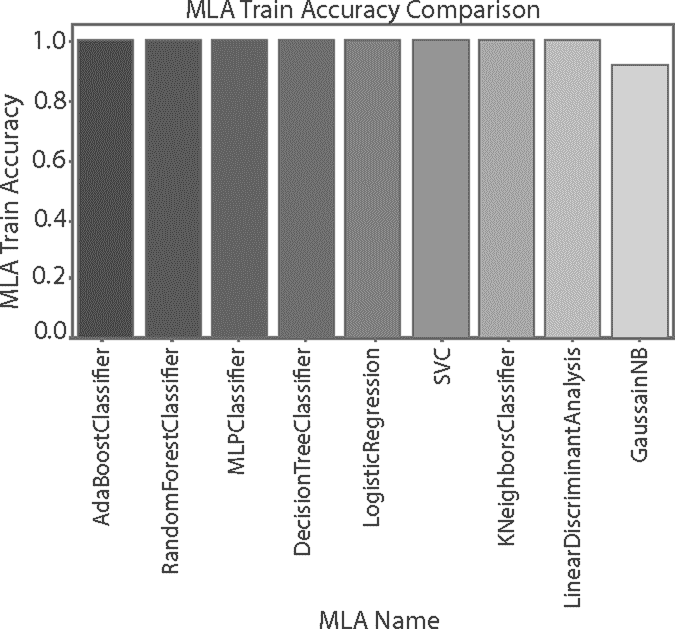 MLA Train Accuracy Comparison
MLA Train Accuracy
1.0
0.8
0.6
0.4
0.2
0.0
AdaBoostClassifier
RandomForestClassifier
MLPClassifier
DecisionTreeClassifier
LogisticRegression
SVC
KNeighborsClassifier
LinearDiscriminantAnalysis
GaussainNB
MLA Name